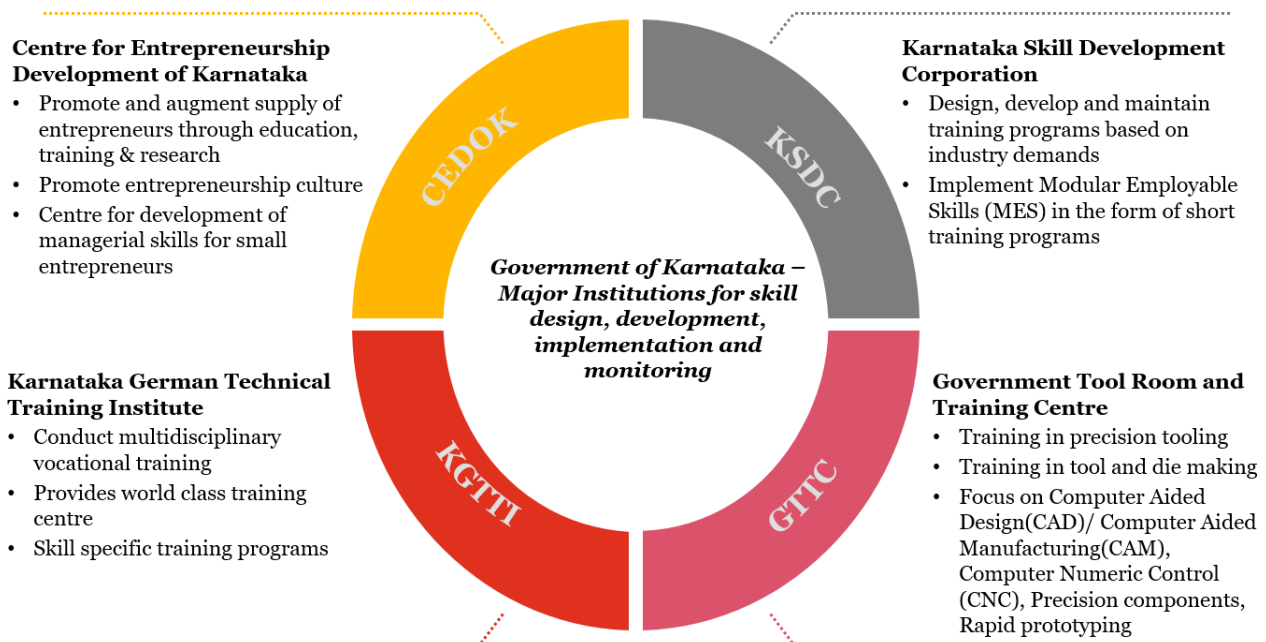 Centre for Entrepreneurship
Development of Karnataka
• Promote and augment supply of
entrepreneurs through education,
training & research
• Promote entrepreneurship culture
• Centre for development of
managerial skills for small
entrepreneurs
CEDOK
KSDC
Karnataka Skill Development
Corporation
• Design, develop and maintain
training programs based on
industry demands
• Implement Modular Employable
Skills (MES) in the form of short
training programs
Government of Karnataka –
Major Institutions for skill
design, development,
implementation and
monitoring
Karnataka German Technical
Training Institute
• Conduct multidisciplinary
vocational training
• Provides world class training
centre
• Skill specific training programs
KGTTI
GTTC
Government Tool Room and
Training Centre
• Training in precision tooling
• Training in tool and die making
• Focus on Computer Aided
Design(CAD)/ Computer Aided
Manufacturing(CAM),
Computer Numeric Control
(CNC), Precision components,
Rapid prototyping